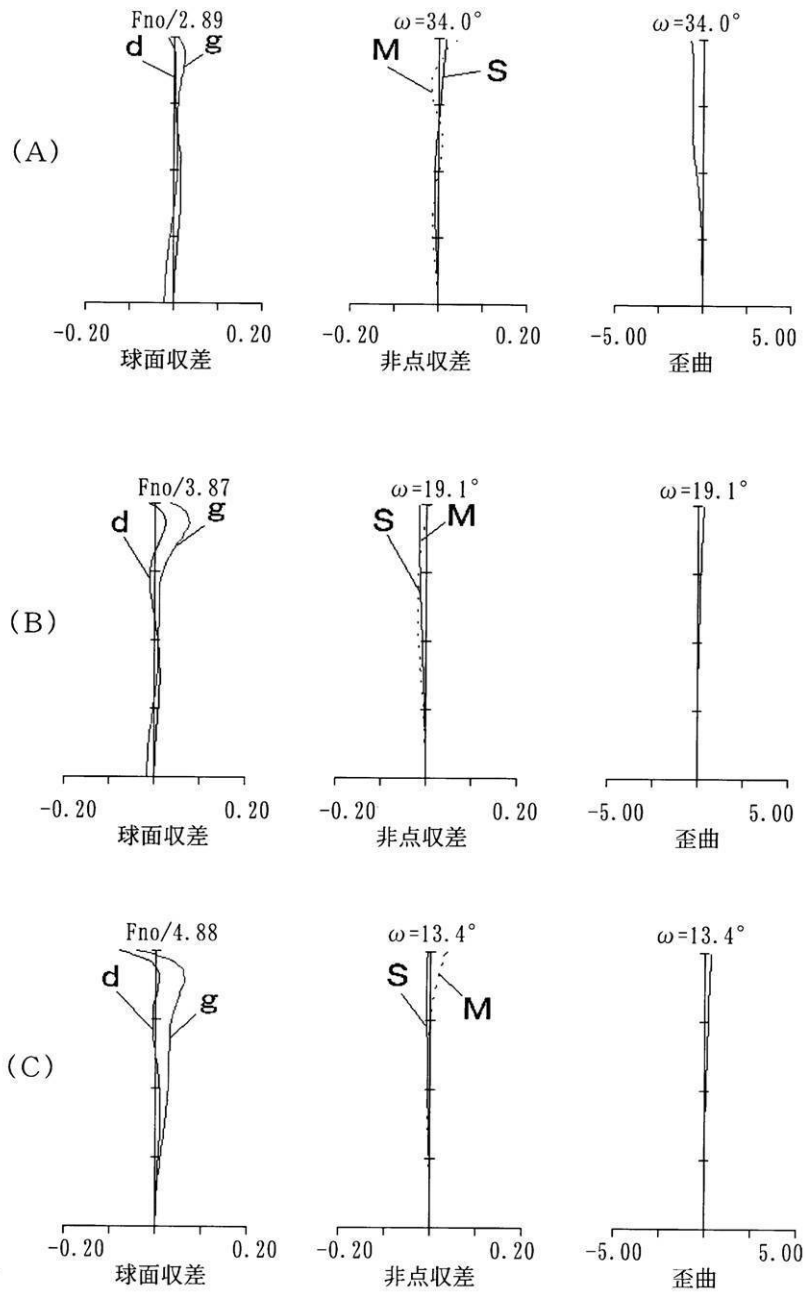 Fno/2.89 ω=34.0° ω=34.0°
d g M S
(A)
-0.20 0.20 -0.20 0.20 -5.00 5.00
球面収差 非点収差 歪曲
Fno/3.87 ω=19.1° ω=19.1°
d g S M
(B)
-0.20 0.20 -0.20 0.20 -5.00 5.00
球面収差 非点収差 歪曲
Fno/4.88 ω=13.4° ω=13.4°
d g S M
(C)
-0.20 0.20 -0.20 0.20 -5.00 5.00
球面収差 非点収差 歪曲